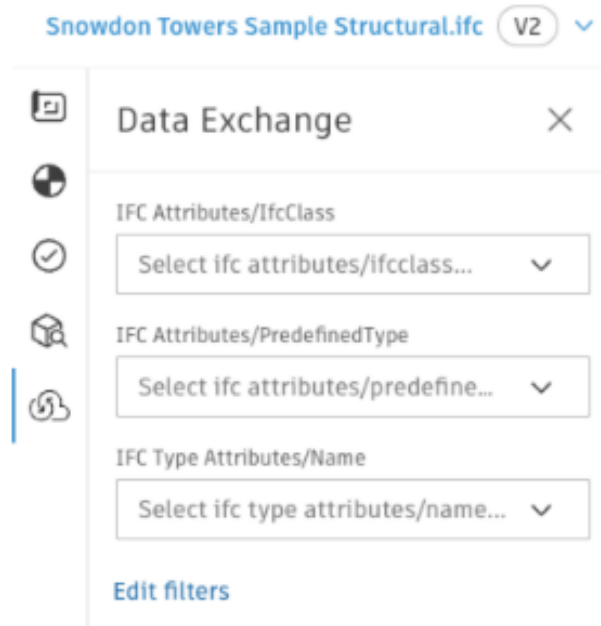 Snowdon Towers Sample Structural.ifc V2
Data Exchange
IFC Attributes/IfcClass
Select ifc attributes/ifcclass...
IFC Attributes/PredefinedType
Select ifc attributes/predefine...
IFC Type Attributes/Name
Select ifc type attributes/name...
Edit filters